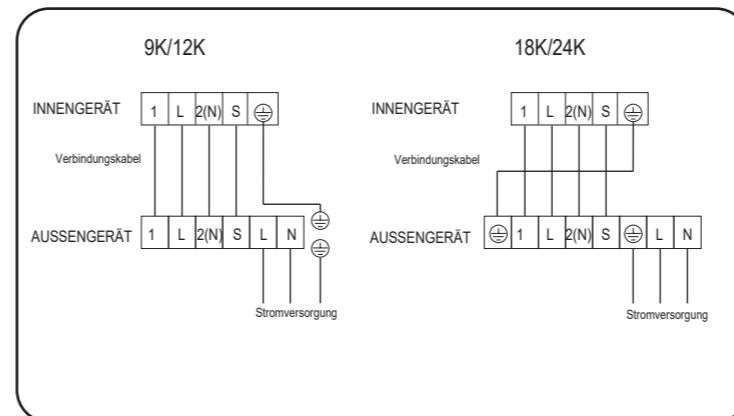 9K/12K
INNENGERÄT 1 L 2(N) S
Verbindungskabel
AUSSENGERÄT 1 L 2(N) S L N
Stromversorgung
18K/24K
INNENGERÄT 1 L 2(N) S
Verbindungskabel
AUSSENGERÄT 1 L 2(N) S L N
Stromversorgung